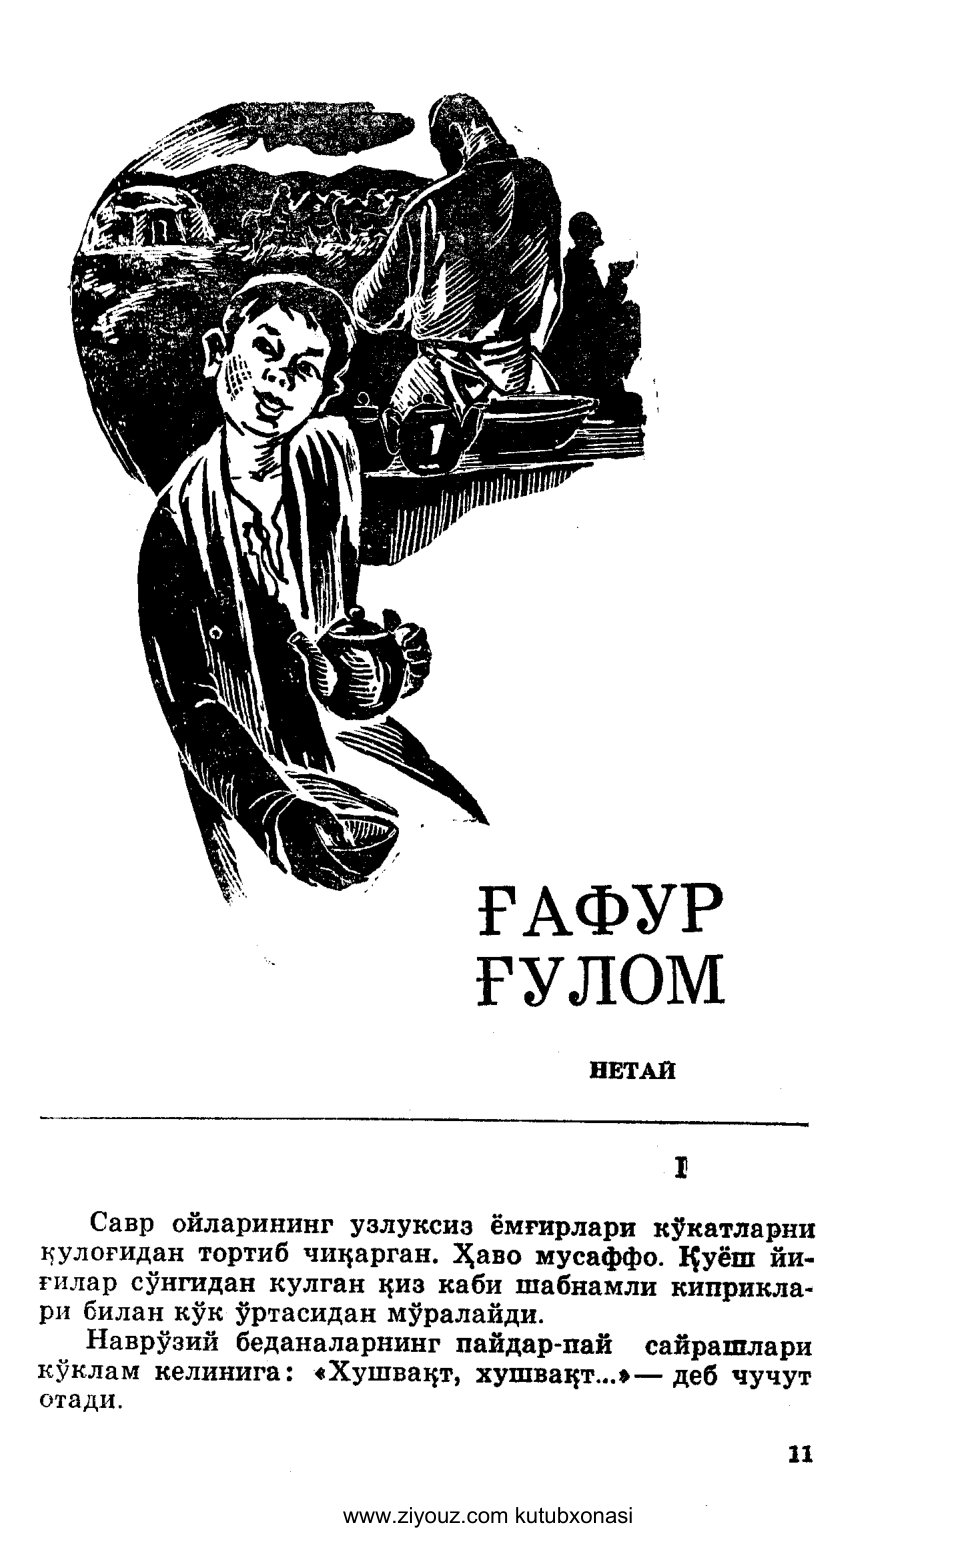 1
ҒАФУР
ҒУЛОМ
НЕТАЙ
I
Савр ойларининг узлуксиз ёмғирлари кўкатларни
қулоғидан тортиб чиқарган. Ҳаво мусаффо. Қуёш йи-
ғилар сўнгидан кулган қиз каби шабнамли киприкла-
ри билан кўк ўртасидан мўралайди.
Наврўзий беданаларнинг пайдар-пай сайрашлари
кўклам келинига: «Хушвақт, хушвақт...»— деб чучут
отади.
11
www.ziyouz.com kutubxonasi